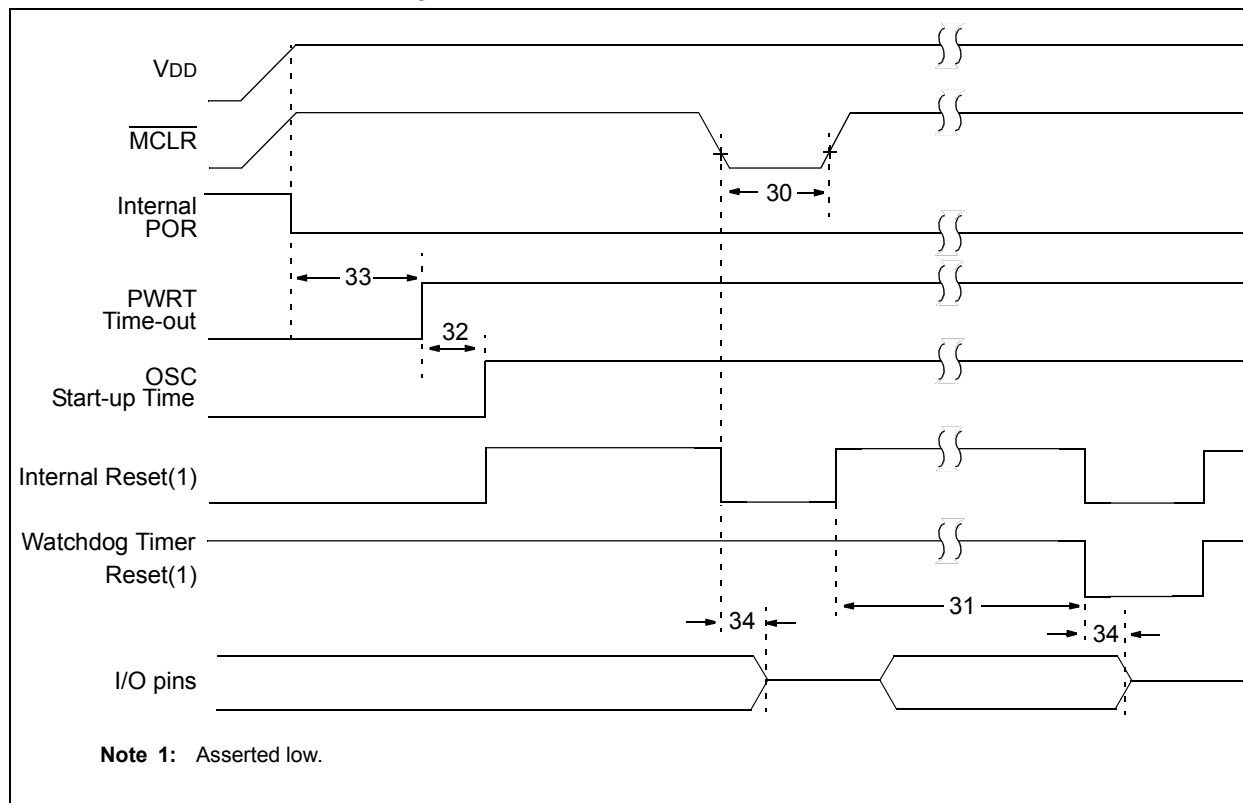 VDD
MCLR
30
Internal
POR
33
PWRT
Time-out
32
OSC
Start-up Time
Internal Reset(1)
Watchdog Timer
Reset(1)
31
34
34
I/O pins
Note 1: Asserted low.